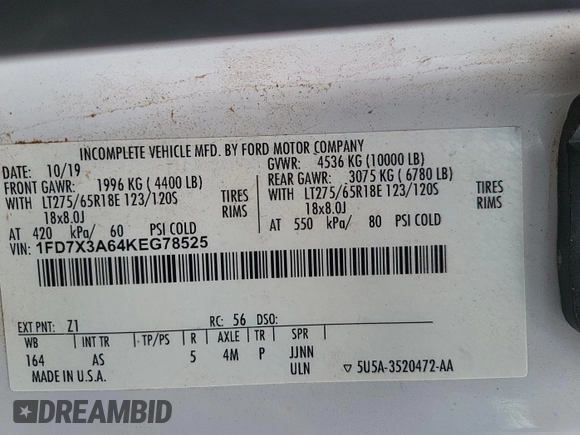 INCOMPLETE VEHICLE MFD. BY FORD MOTOR COMPANY
DATE: 10/19 GVWR: 4536 KG (10000 LB)
FRONT GAWR: 1996 KG (4400 LB) REAR GAWR: 3075 KG (6780 LB)
WITH LT275/65R18E 123/120S TIRES WITH LT275/65R18E 123/120S TIRES
18x8.0J RIMS 18x8.0J RIMS
AT 420 kPa/ 60 PSI COLD AT 550 kPa/ 80 PSI COLD
VIN: 1FD7X3A64KEG78525
EXT PNT: Z1 RC: 56 DSO:
WB INT TR TP/PS R AXLE TR SPR
164 AS 5 4M P JJNN
ULN
MADE IN U.S.A. 5U5A-3520472-AA
DREAMBID